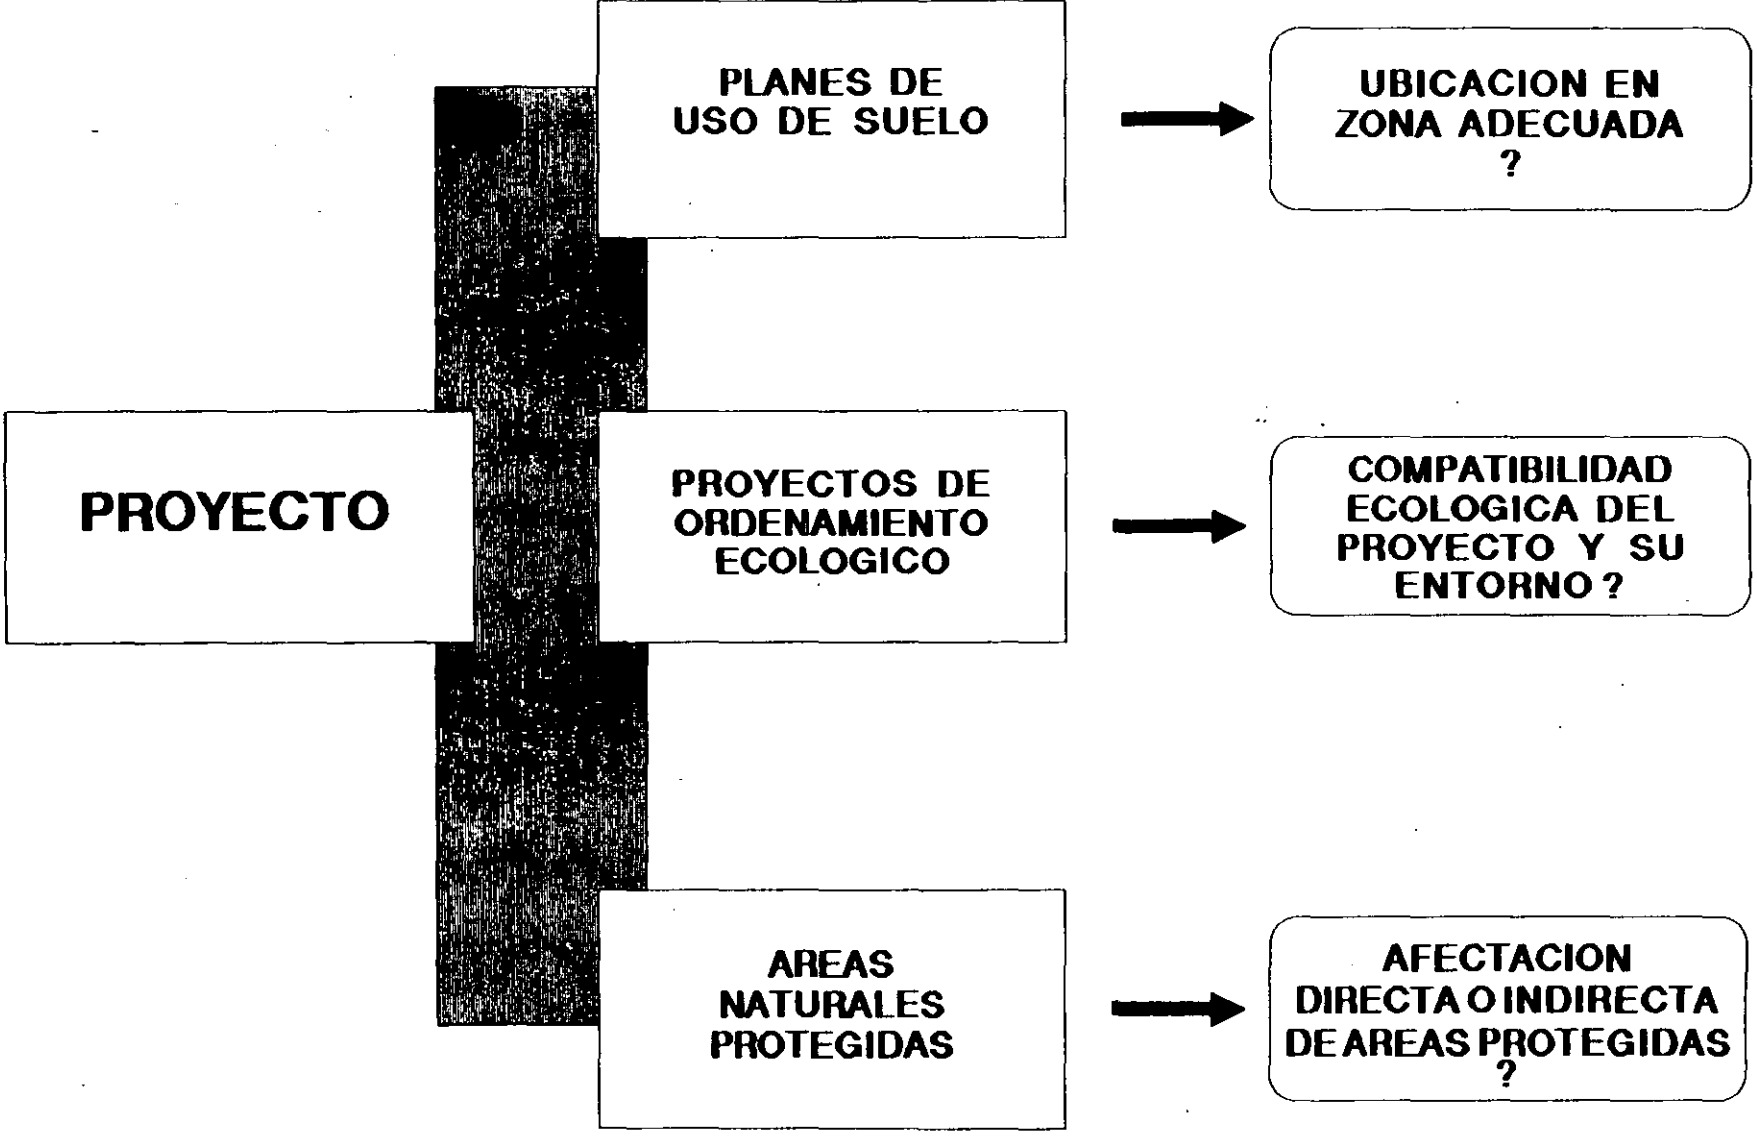 PLANES DE
USO DE SUELO
UBICACION EN
ZONA ADECUADA
?
PROYECTO
PROYECTOS DE
ORDENAMIENTO
ECOLOGICO
COMPATIBILIDAD
ECOLOGICA DEL
PROYECTO Y SU
ENTORNO ?
AREAS
NATURALES
PROTEGIDAS
AFECTACION
DIRECTA O INDIRECTA
DE AREAS PROTEGIDAS
?